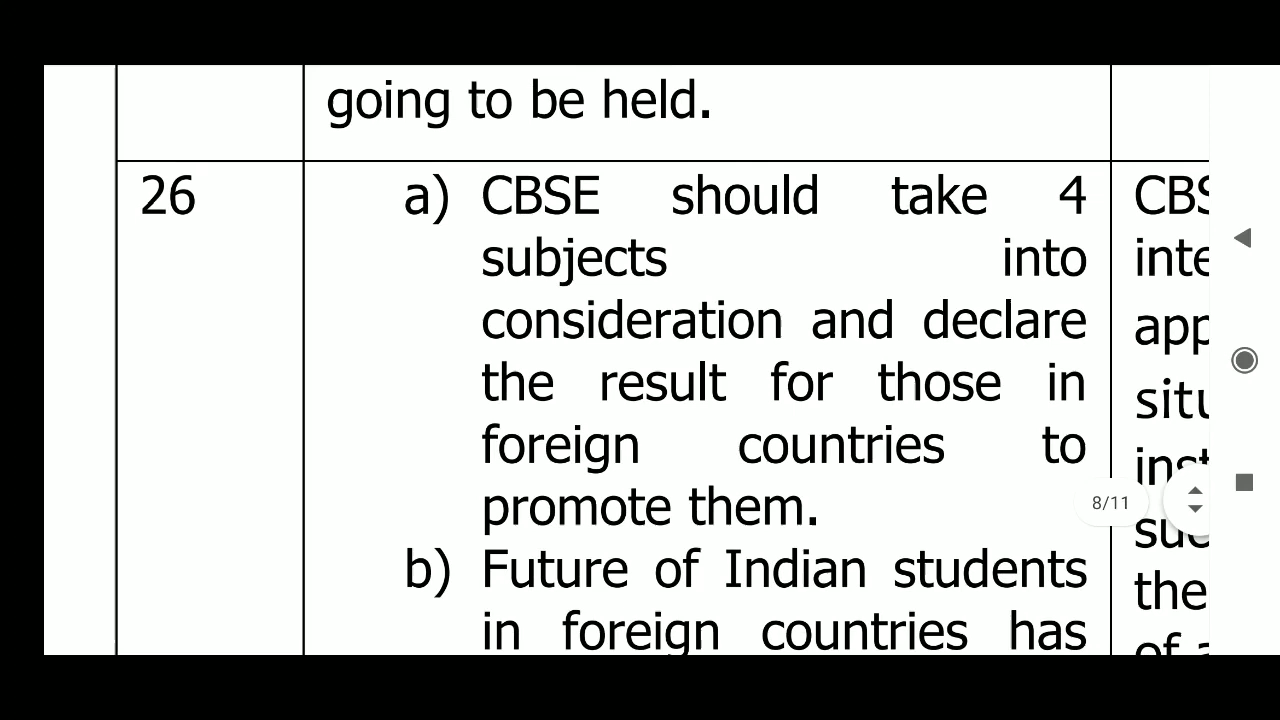 going to be held.
26
a) CBSE should take 4
subjects into
consideration and declare
the result for those in
foreign countries to
promote them.
b) Future of Indian students
in foreign countries has
8/11